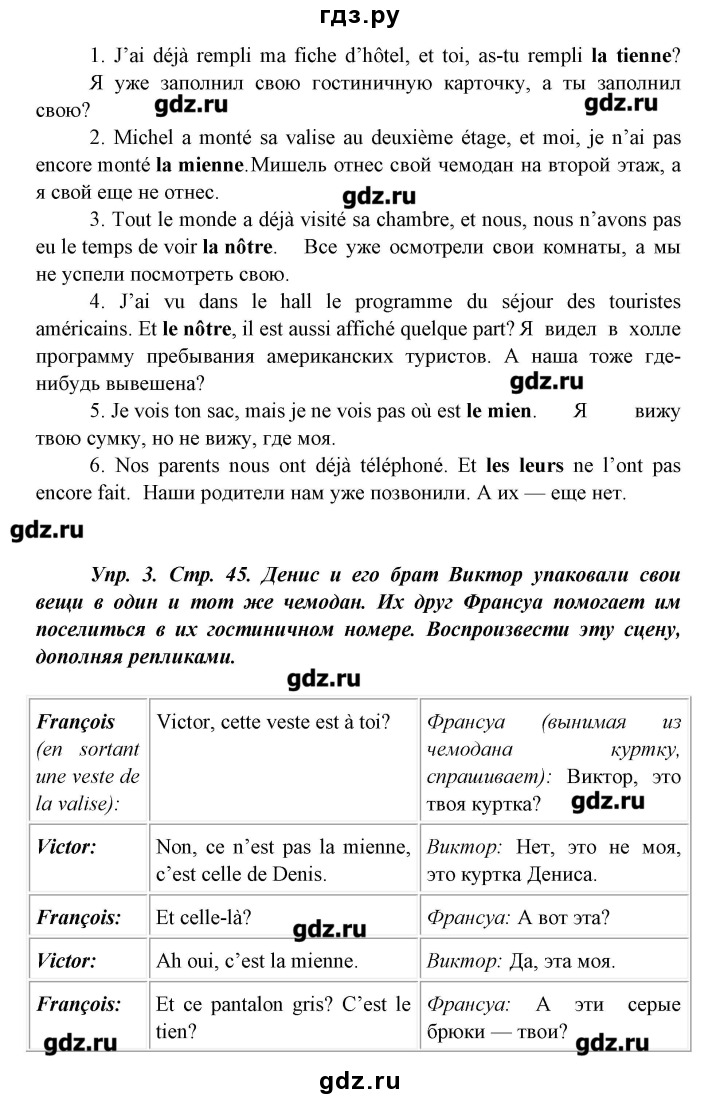 гдз.ру
1. J'ai déjà rempli ma fiche d'hôtel, et toi, as-tu rempli la tienne?
Я уже заполнил свою гостиничную карточку, а ты заполнил
свою?
gdz.ru
gdz.ru
2. Michel a monté sa valise au deuxième étage, et moi, je n'ai pas
encore monté la mienne.Мишель отнес свой чемодан на второй этаж, а
я свой еще не отнес.
gdz.ru
3. Tout le monde a déjà visité sa chambre, et nous, nous n'avons pas
eu le temps de voir la nôtre. Все уже осмотрели свои комнаты, а мы
не успели посмотреть свою.
4. J'ai vu dans le hall le programme du séjour des touristes
américains. Et le nôtre, il est aussi affiché quelque part? Я видел в холле
программу пребывания американских туристов. А наша тоже где-
нибудь вывешена?
gdz.ru
5. Je vois ton sac, mais je ne vois pas où est le mien. Я вижу
твою сумку, но не вижу, где моя.
6. Nos parents nous ont déjà téléphoné. Et les leurs ne l'ont pas
encore fait. Наши родители нам уже позвонили. А их — еще нет.
gdz.ru
Упр. 3. Стр. 45. Денис и его брат Виктор упаковали свои
вещи в один и тот же чемодан. Их друг Франсуа помогает им
поселиться в их гостиничном номере. Воспроизвести эту сцену,
дополняя репликами.
gdz.ru
François
(en sortant
une veste de
la valise):
Victor, cette veste est à toi?
Франсуа (вынимая из
чемодана куртку,
спрашивает): Виктор, это
твоя куртка?
gdz.ru
Victor:
Non, ce n'est pas la mienne,
c'est celle de Denis.
Виктор: Нет, это не моя,
это куртка Дениса.
François:
Et celle-là?
gdz.ru
Франсуа: А вот эта?
Victor:
Ah oui, c'est la mienne.
Виктор: Да, эта моя.
François:
Et ce pantalon gris? C'est le
tien?
Франсуа: А эти серые
брюки — твои?
gdz.ru
gdz.ru
gdz.ru